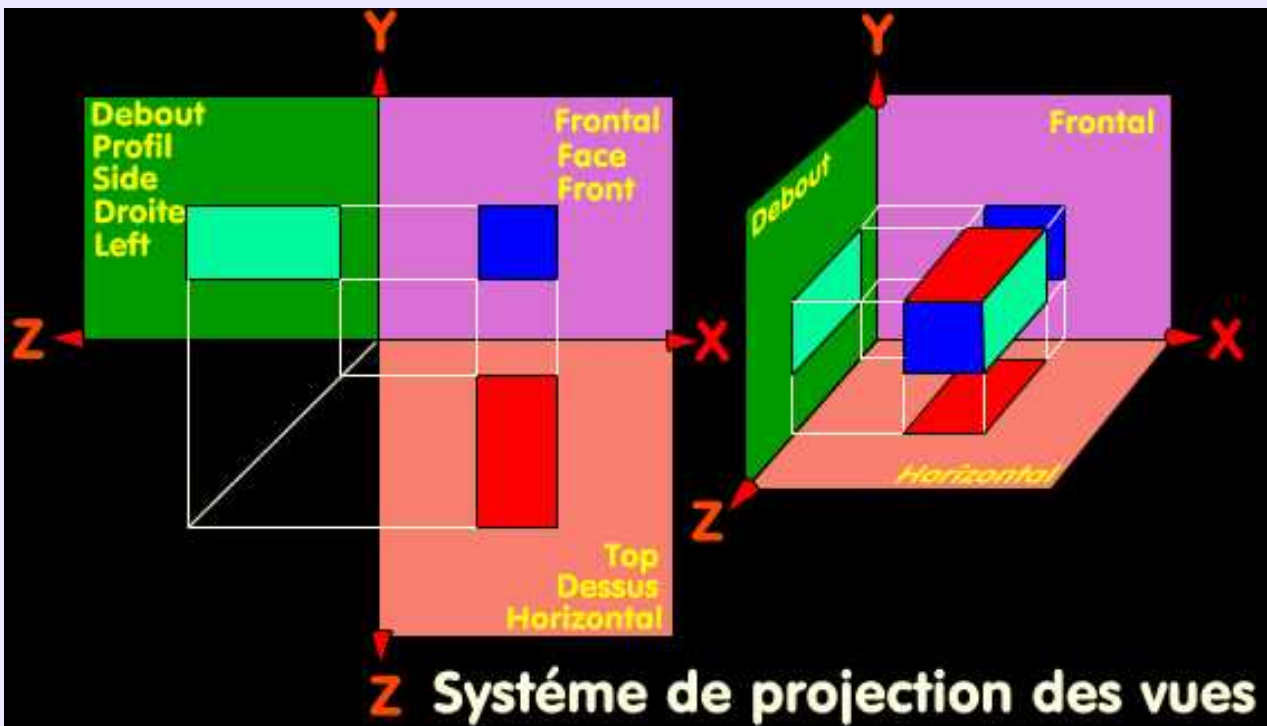 Y
Y
Debout
Profil
Side
Droite
Left
Frontal
Face
Front
Frontal
Debout
Z
X
X
Horizontal
Z
Top
Dessus
Horizontal
Z
Systéme de projection des vues